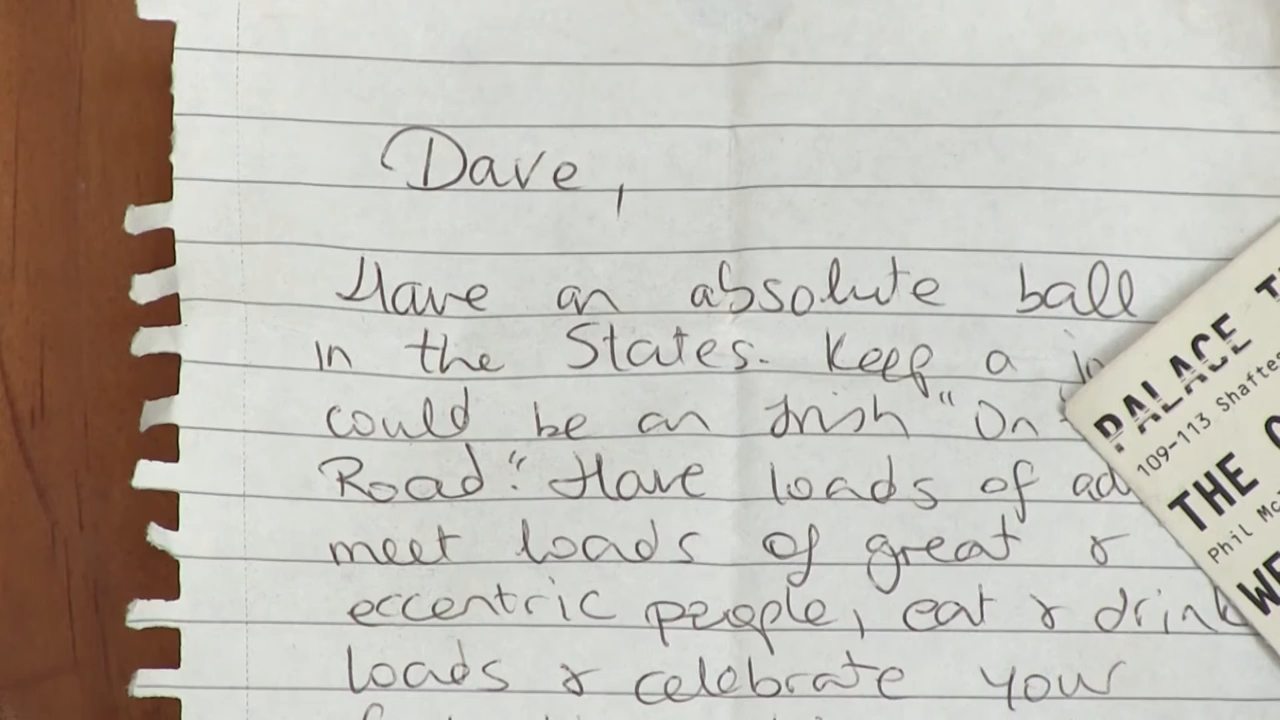 Dave,
Have an absolute ball
in the States. Keep a
could be an Irish "On
Road". Have loads of
meet loads of great &
eccentric people, eat & drink
loads & celebrate your
PALACE
109-113
THE
Phil